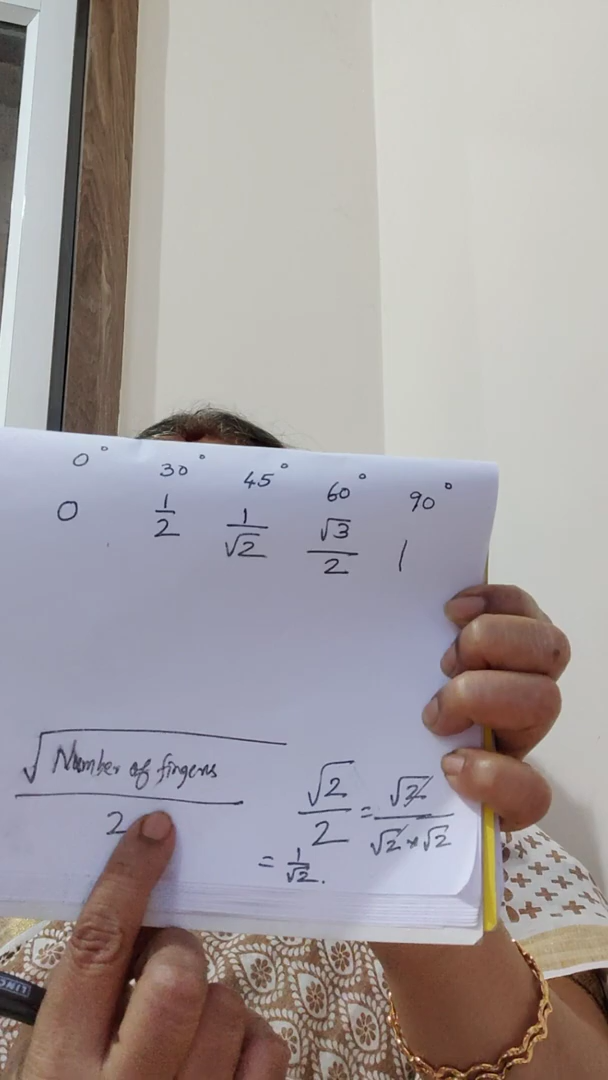 0° 30° 45° 60° 90°
0 1/2 1/√2 √3/2 1
√Number of fingers / 2
√2/2 = √2/√2×√2
= 1/√2.
LINC